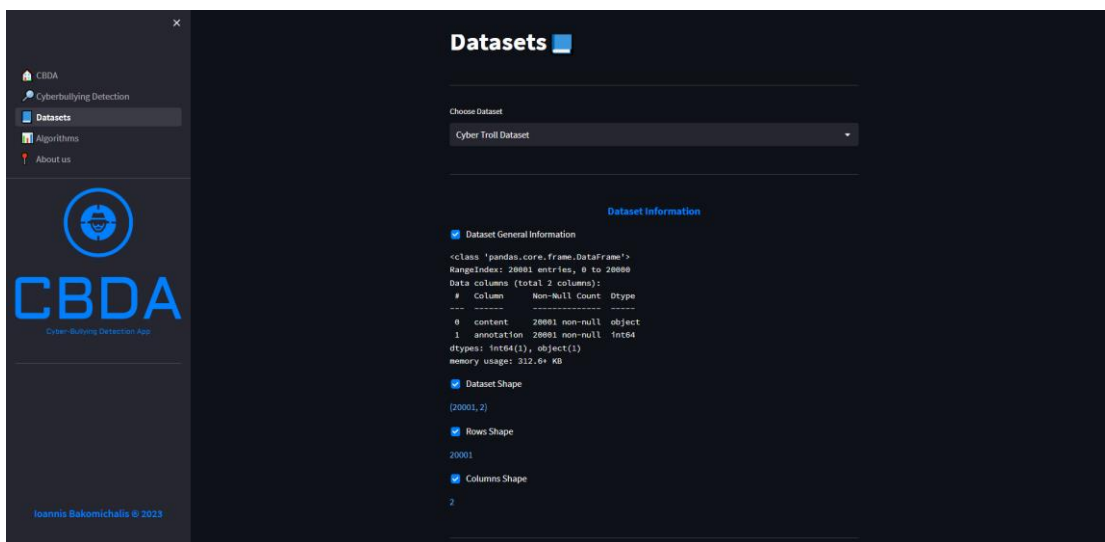 ×
CBDA
Cyberbullying Detection
Datasets
Algorithms
About us
CBDA
Cyber-Bullying Detection App
Ioannis Bakomichalis © 2023
Datasets
Choose Dataset
Cyber Troll Dataset
Dataset Information
Dataset General Information
<class 'pandas.core.frame.DataFrame'>
RangeIndex: 20001 entries, 0 to 20000
Data columns (total 2 columns):
 #   Column      Non-Null Count  Dtype
---  ------      --------------  -----
 0   content     20001 non-null  object
 1   annotation  20001 non-null  int64
dtypes: int64(1), object(1)
memory usage: 312.6+ KB
Dataset Shape
(20001, 2)
Rows Shape
20001
Columns Shape
2